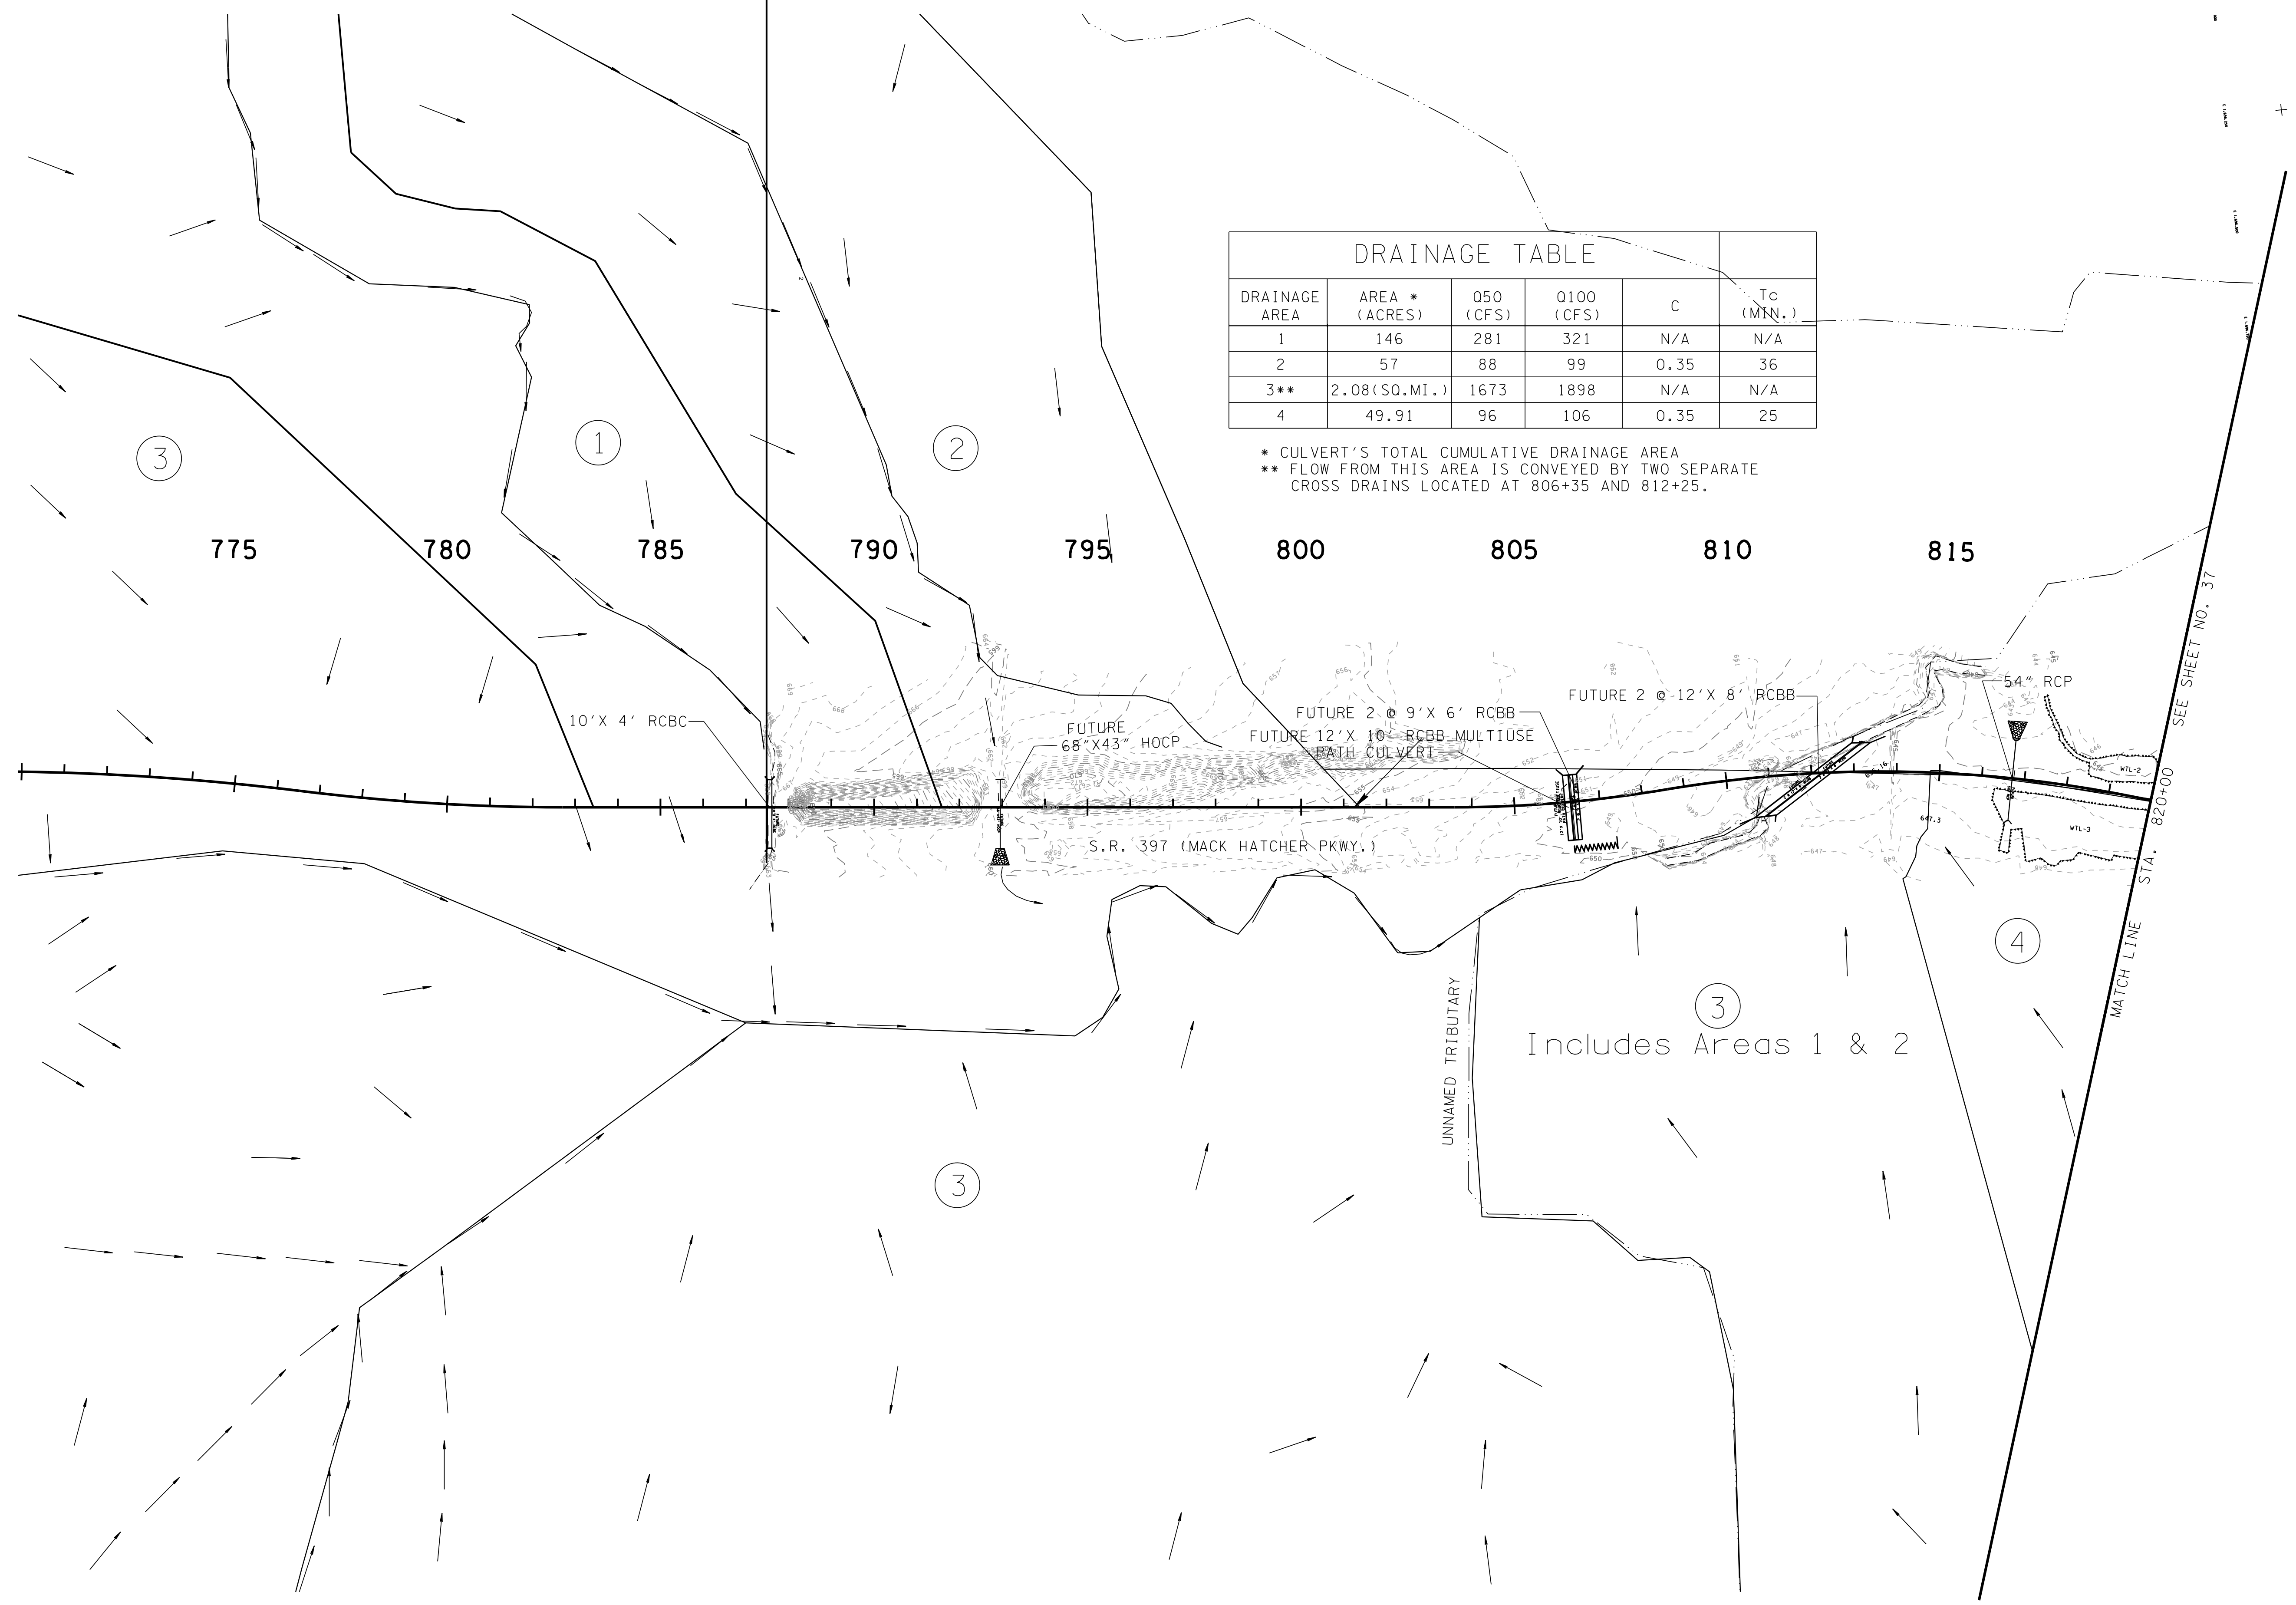 DRAINAGE TABLE
DRAINAGE AREA | AREA * (ACRES) | Q50 (CFS) | Q100 (CFS) | C | Tc (MIN.)
1 | 146 | 281 | 321 | N/A | N/A
2 | 57 | 88 | 99 | 0.35 | 36
3** | 2.08(SQ.MI.) | 1673 | 1898 | N/A | N/A
4 | 49.91 | 96 | 106 | 0.35 | 25
* CULVERT'S TOTAL CUMULATIVE DRAINAGE AREA
** FLOW FROM THIS AREA IS CONVEYED BY TWO SEPARATE
CROSS DRAINS LOCATED AT 806+35 AND 812+25.
3
1
2
775 780 785 790 795 800 805 810 815
10'X 4' RCBC
FUTURE
68"X43" HOCP
FUTURE 2 @ 9'X 6' RCBB
FUTURE 12'X 10' RCBB MULTIUSE
PATH CULVERT
FUTURE 2 @ 12'X 8' RCBB
54" RCP
WTL-2
WTL-3
647.3
S.R. 397 (MACK HATCHER PKWY.)
MATCH LINE STA. 820+00 SEE SHEET NO. 37
UNNAMED TRIBUTARY
4
3
Includes Areas 1 & 2
3